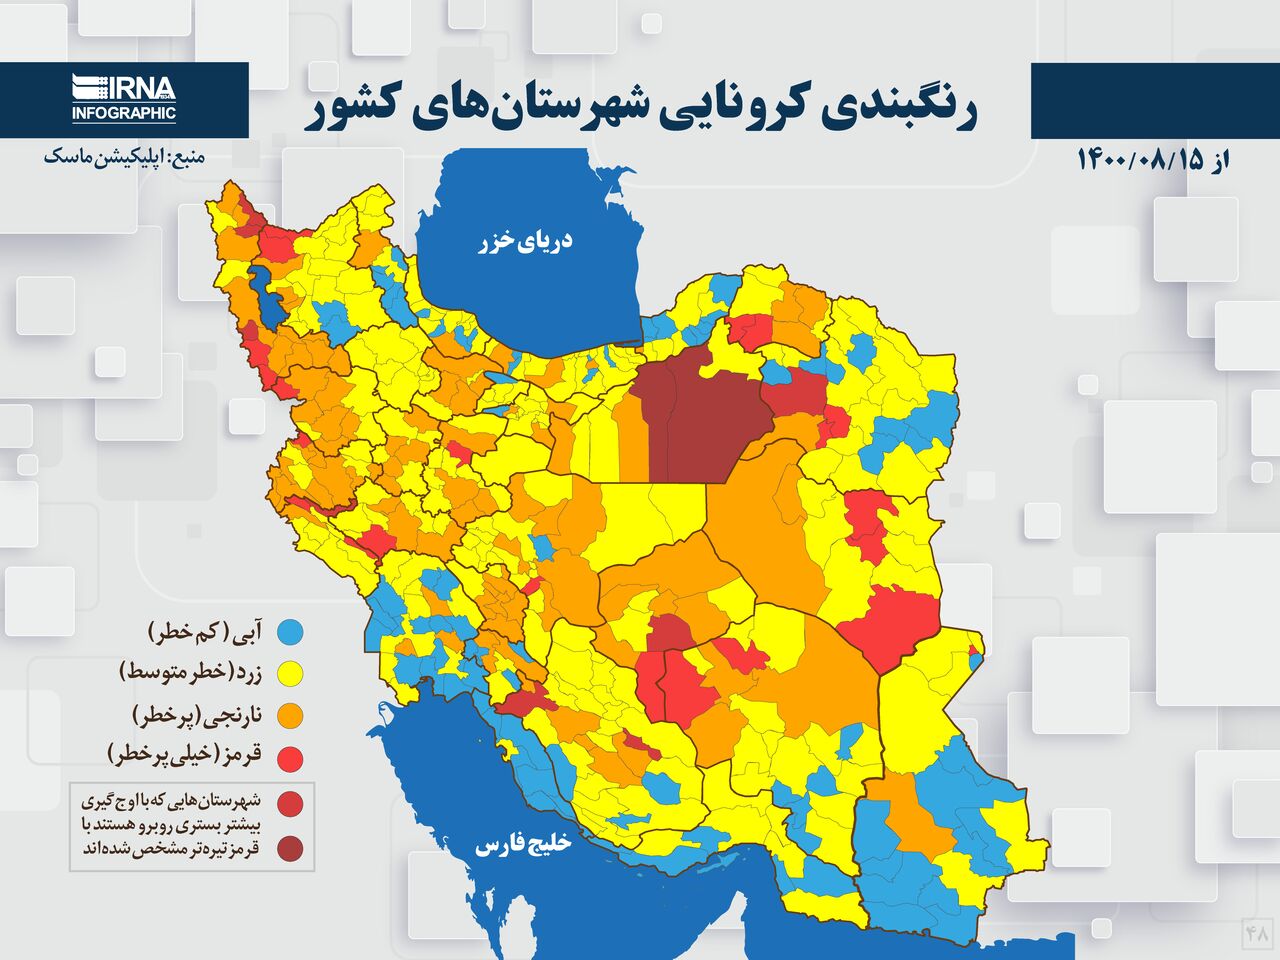 IRNA
INFOGRAPHIC
رنگبندی کرونایی شهرستان‌های کشور
از ۱۴۰۰/۰۸/۱۵
منبع: اپلیکیشن ماسک
دریای خزر
خلیج فارس
آبی (کم خطر)
زرد (خطر متوسط)
نارنجی (پرخطر)
قرمز (خیلی پرخطر)
شهرستان‌هایی که با اوج‌گیری
بیشتر بستری روبرو هستند با
قرمز تیره‌تر مشخص شده‌اند
۴۸